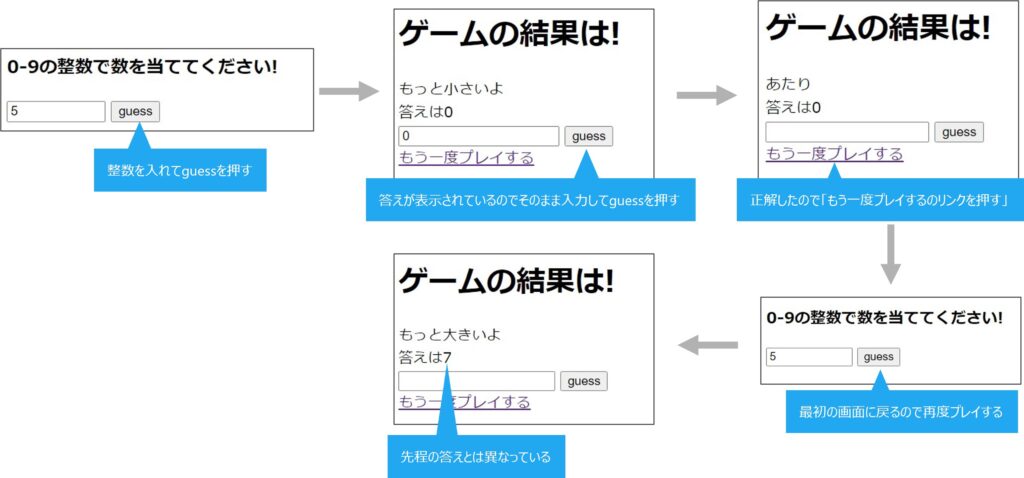 0-9の整数で数を当ててください!
5
guess
整数を入れてguessを押す
ゲームの結果は!
もっと小さいよ
答えは0
0
guess
もう一度プレイする
答えが表示されているのでそのまま入力してguessを押す
ゲームの結果は!
あたり
答えは0
guess
もう一度プレイする
正解したので「もう一度プレイするのリンクを押す」
0-9の整数で数を当ててください!
5
guess
最初の画面に戻るので再度プレイする
ゲームの結果は!
もっと大きいよ
答えは7
guess
もう一度プレイする
先程の答えとは異なっている